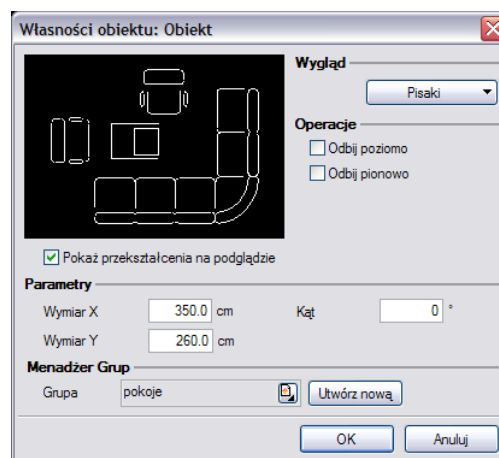 Własności obiektu: Obiekt
Wygląd
Pisaki
Operacje
Odbij poziomo
Odbij pionowo
Pokaż przekształcenia na podglądzie
Parametry
Wymiar X 350.0 cm Kąt 0 °
Wymiar Y 260.0 cm
Menadżer Grup
Grupa pokoje Utwórz nową
OK Anuluj